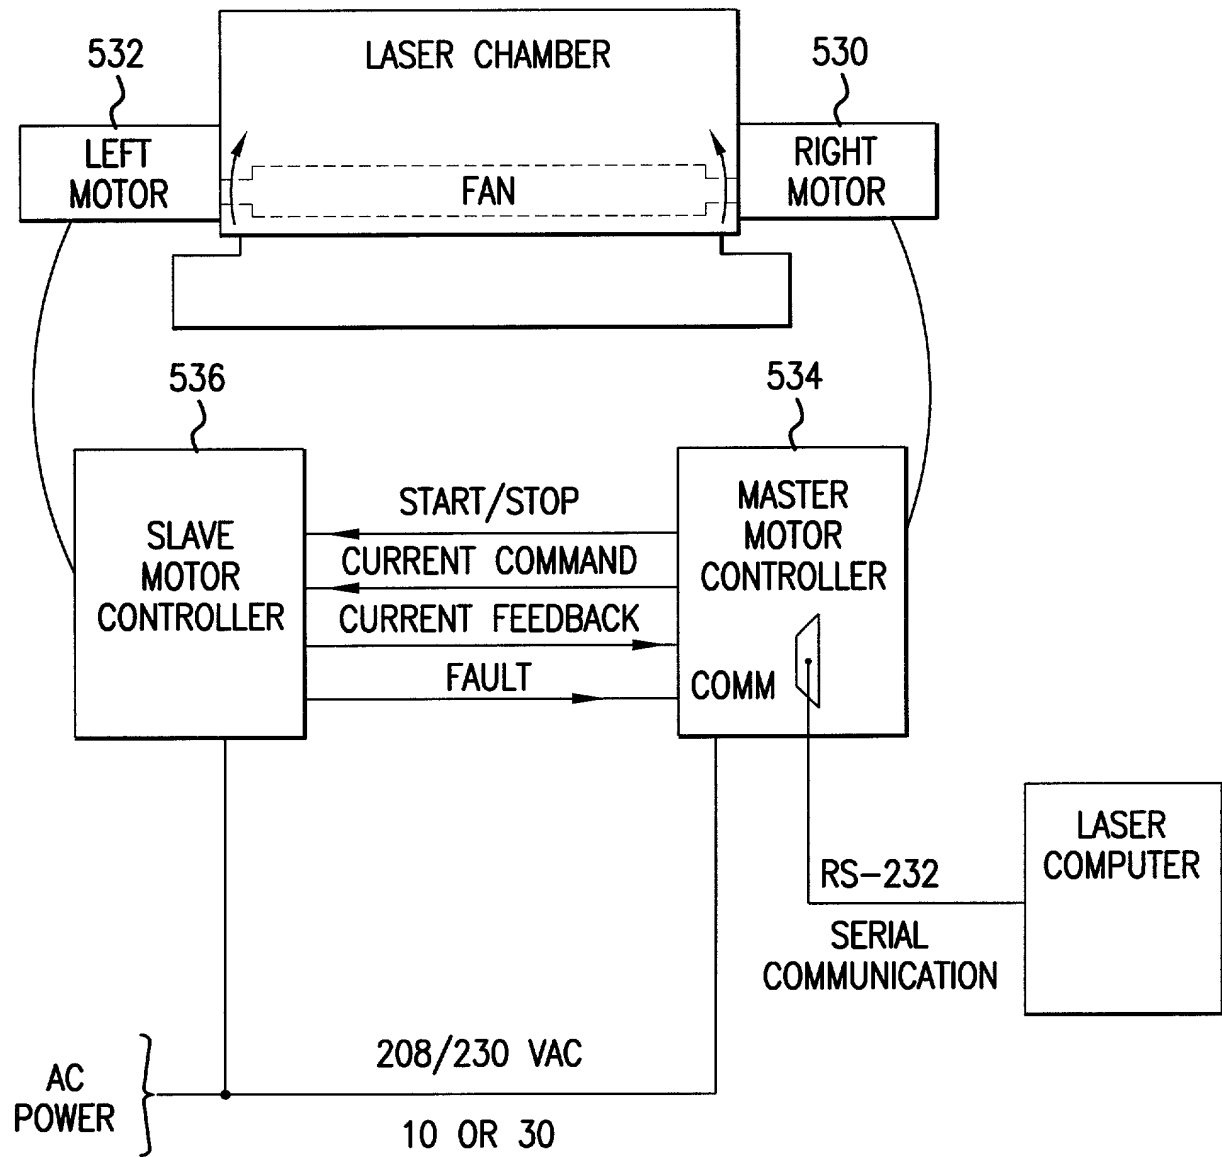 532
LASER CHAMBER
530
LEFT
MOTOR
FAN
RIGHT
MOTOR
536
534
SLAVE
MOTOR
CONTROLLER
START/STOP
CURRENT COMMAND
CURRENT FEEDBACK
FAULT
MASTER
MOTOR
CONTROLLER
COMM
LASER
COMPUTER
RS-232
SERIAL
COMMUNICATION
AC
POWER
208/230 VAC
10 OR 30